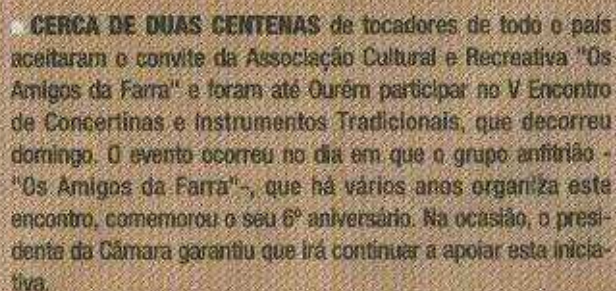 CERCA DE DUAS CENTENAS de tocadores de todo o país
aceitaram o convite da Associação Cultural e Recreativa "Os
Amigos da Farra" e foram até Ourém participar no V Encontro
de Concertinas e Instrumentos Tradicionais, que decorreu
domingo. O evento ocorreu no dia em que o grupo anfitrião -
"Os Amigos da Farra"-, que há vários anos organiza este
encontro, comemorou o seu 6º aniversário. Na ocasião, o presi-
dente da Câmara garantiu que irá continuar a apoiar esta inicia-
tiva.